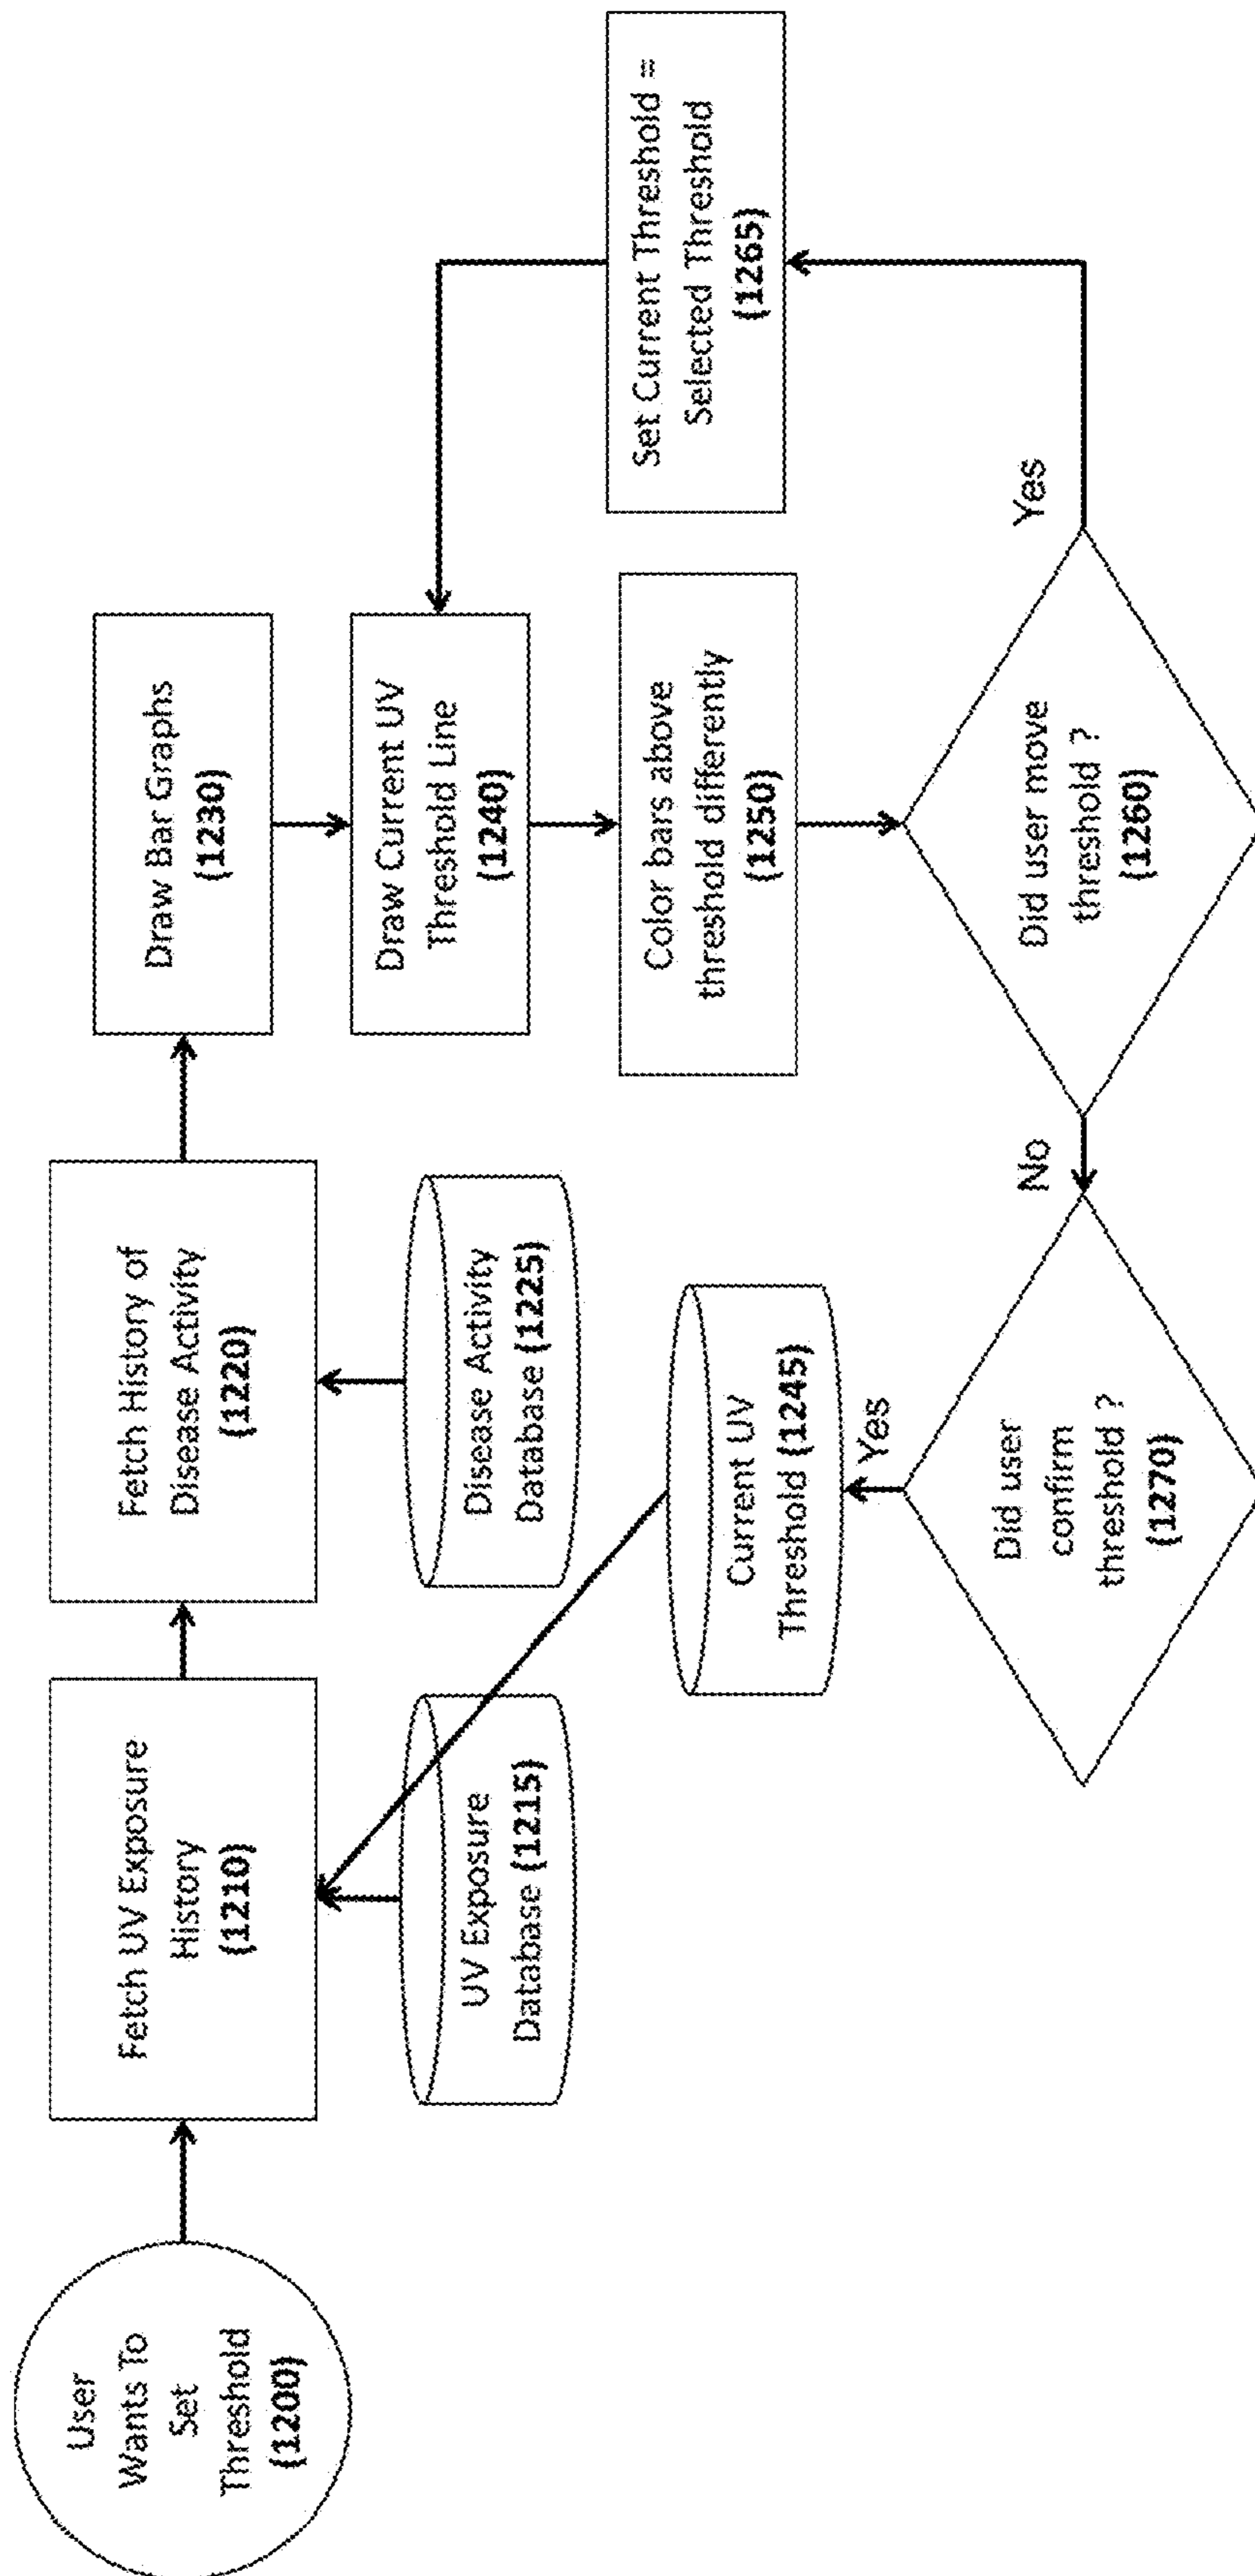 User
Wants To
Set
Threshold
(1200)
Fetch UV Exposure
History
(1210)
UV Exposure
Database (1215)
Fetch History of
Disease Activity
(1220)
Disease Activity
Database (1225)
Draw Bar Graphs
(1230)
Draw Current UV
Threshold Line
(1240)
Color bars above
threshold differently
(1250)
Did user move
threshold ?
(1260)
Yes
Set Current Threshold =
Selected Threshold
(1265)
No
Did user
confirm
threshold ?
(1270)
Yes
Current UV
Threshold (1245)